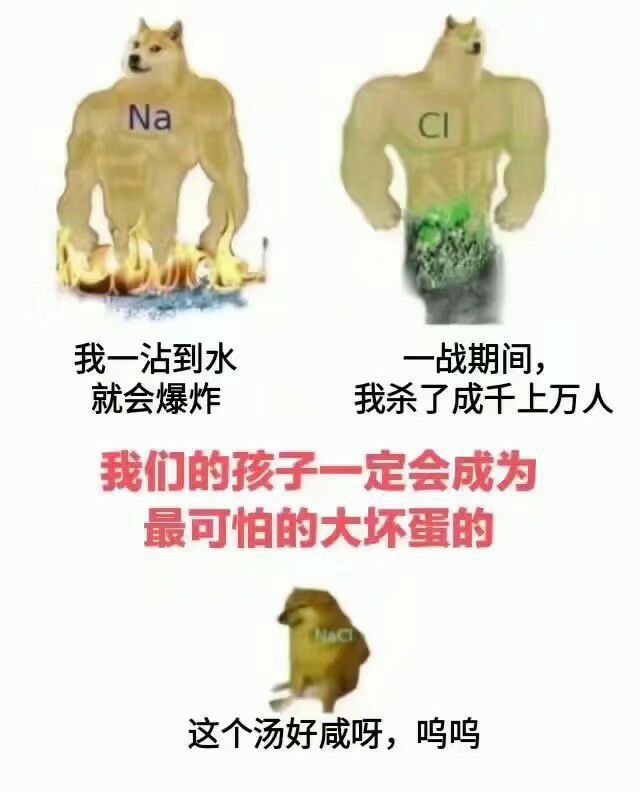 Na
Cl
我一沾到水
就会爆炸
一战期间，
我杀了成千上万人
我们的孩子一定会成为
最可怕的大坏蛋的
NaCl
这个汤好咸呀，呜呜